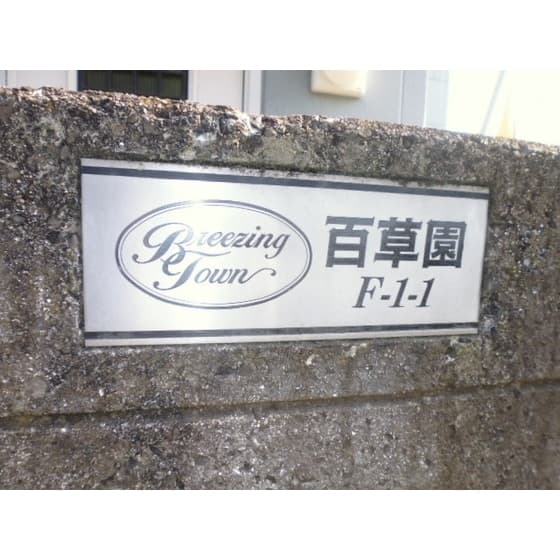 Breezing
Town
百草園
F-1-1